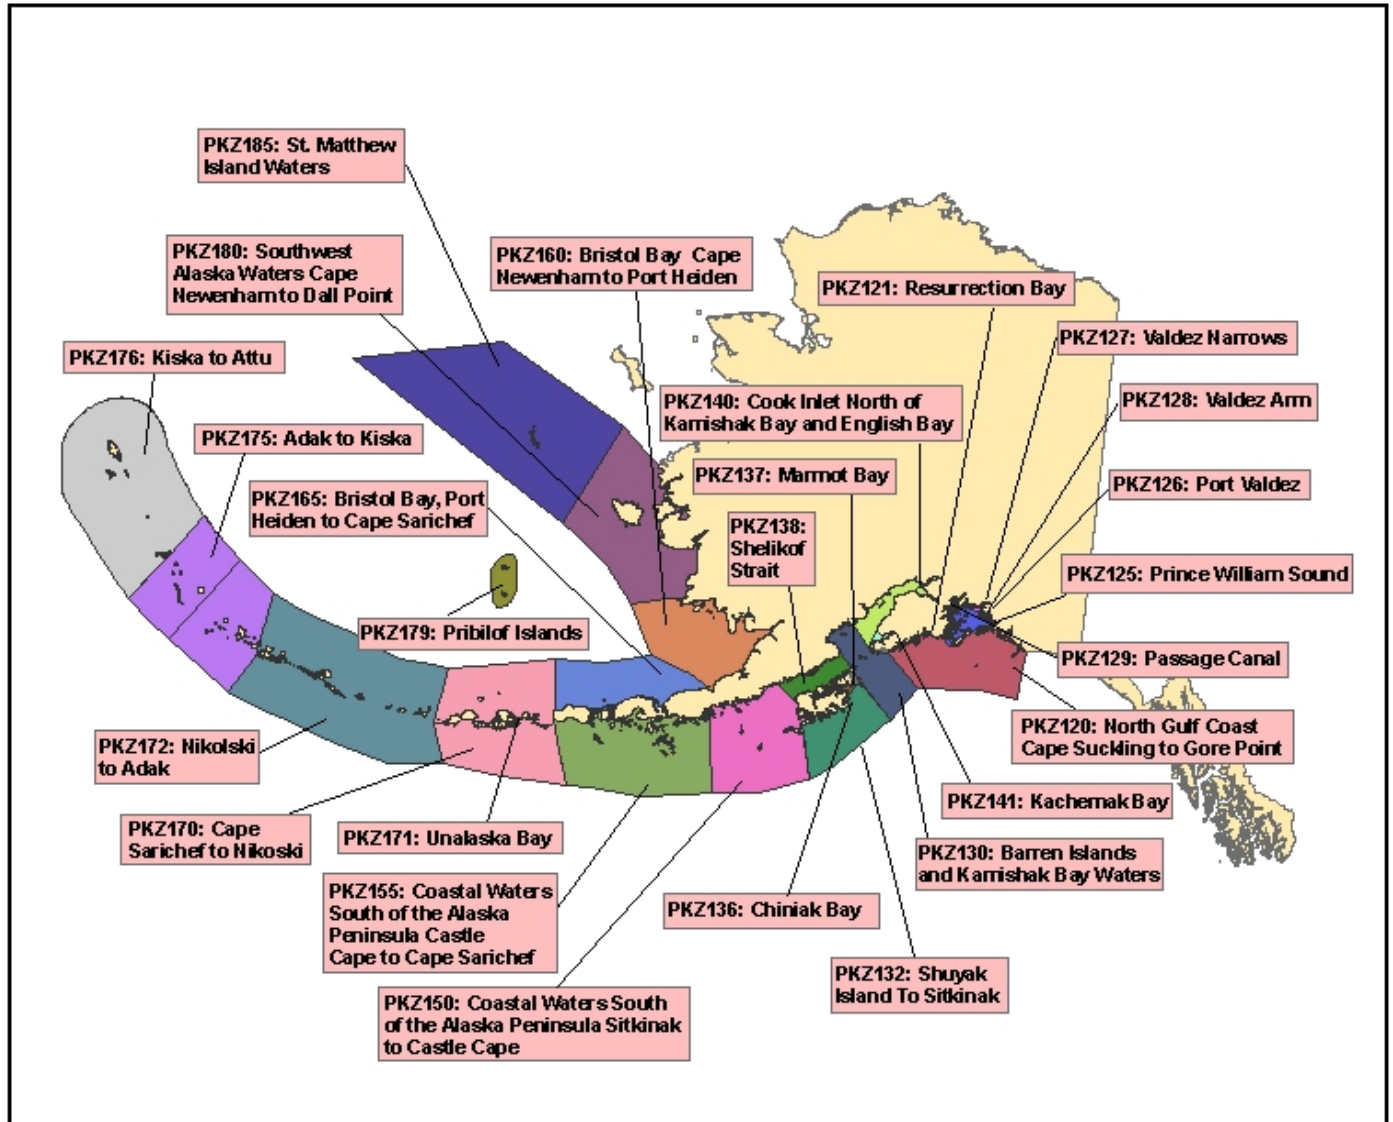 PKZ185: St. Matthew
Island Waters
PKZ180: Southwest
Alaska Waters Cape
Newenham to Dall Point
PKZ160: Bristol Bay Cape
Newenham to Port Heiden
PKZ121: Resurrection Bay
PKZ127: Valdez Narrows
PKZ176: Kiska to Attu
PKZ140: Cook Inlet North of
Kamishak Bay and English Bay
PKZ128: Valdez Arm
PKZ175: Adak to Kiska
PKZ137: Marmot Bay
PKZ126: Port Valdez
PKZ165: Bristol Bay, Port
Heiden to Cape Sarichef
PKZ138:
Shelikof
Strait
PKZ125: Prince William Sound
PKZ179: Pribilof Islands
PKZ129: Passage Canal
PKZ120: North Gulf Coast
Cape Suckling to Gore Point
PKZ172: Nikolski
to Adak
PKZ141: Kachemak Bay
PKZ170: Cape
Sarichef to Nikoski
PKZ171: Unalaska Bay
PKZ130: Barren Islands
and Kamishak Bay Waters
PKZ155: Coastal Waters
South of the Alaska
Peninsula Castle
Cape to Cape Sarichef
PKZ136: Chiniak Bay
PKZ132: Shuyak
Island To Sitkinak
PKZ150: Coastal Waters South
of the Alaska Peninsula Sitkinak
to Castle Cape